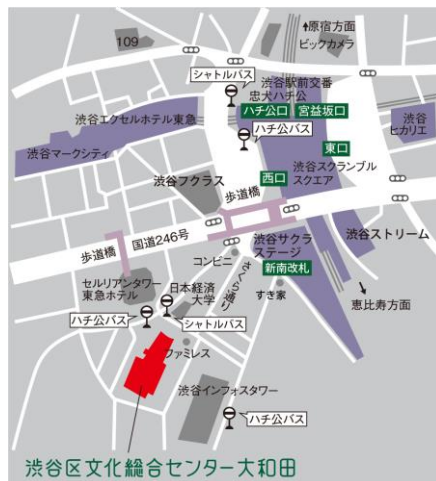 ↑原宿方面
ビックカメラ
109
シャトルバス
渋谷駅前交番
忠犬ハチ公
ハチ公口
宮益坂口
渋谷エクセルホテル東急
ハチ公バス
渋谷
ヒカリエ
東口
渋谷マークシティ
渋谷スクランブル
スクエア
西口
渋谷フクラス
歩道橋
国道246号
歩道橋
渋谷サクラ
ステージ
渋谷ストリーム
コンビニ
新南改札
セルリアンタワー
東急ホテル
日本経済
大学
さくら通り
すき家
恵比寿方面
ハチ公バス
シャトルバス
ファミレス
渋谷インフォスタワー
ハチ公バス
渋谷区文化総合センター大和田